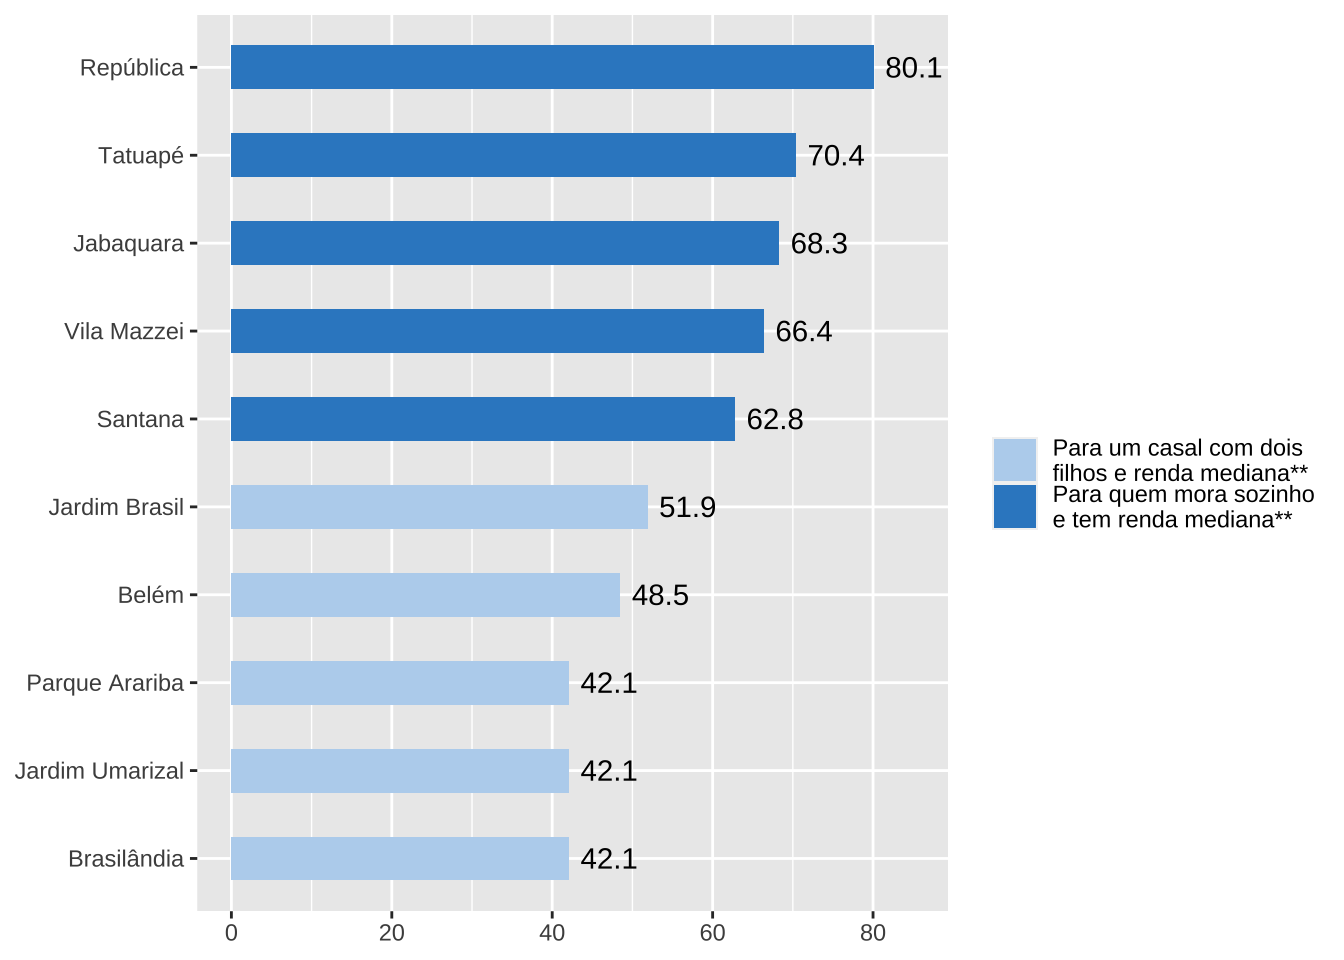 República
80.1
Tatuapé
70.4
Jabaquara
68.3
Vila Mazzei
66.4
Santana
62.8
Jardim Brasil
51.9
Belém
48.5
Parque Arariba
42.1
Jardim Umarizal
42.1
Brasilândia
42.1
0 20 40 60 80
Para um casal com dois
filhos e renda mediana**
Para quem mora sozinho
e tem renda mediana**